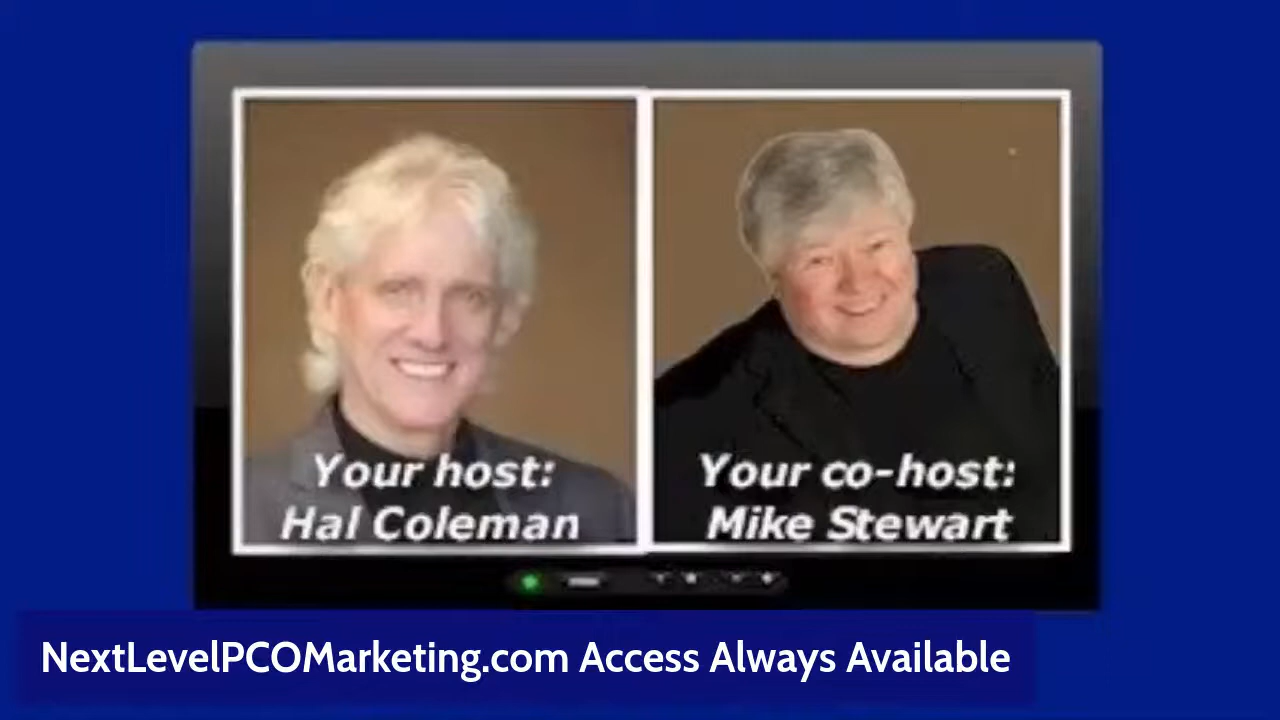 Your host:
Hal Coleman
Your co-host:
Mike Stewart
NextLevelPCOMarketing.com Access Always Available